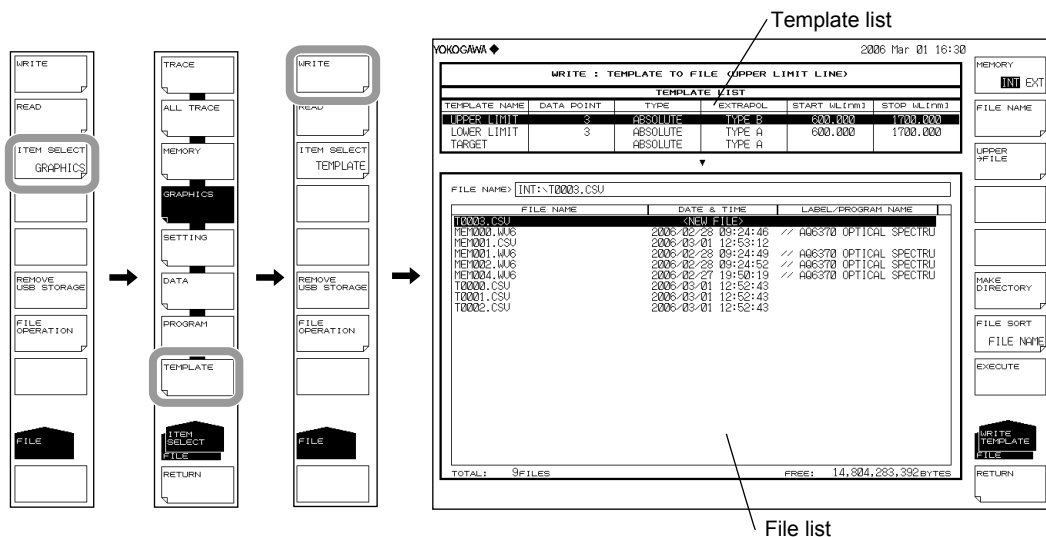 Template list
WRITE
READ
ITEM SELECT
GRAPHICS
REMOVE
USB STORAGE
FILE
OPERATION
FILE
TRACE
ALL TRACE
MEMORY
GRAPHICS
SETTING
DATA
PROGRAM
TEMPLATE
ITEM
SELECT
FILE
RETURN
WRITE
READ
ITEM SELECT
TEMPLATE
REMOVE
USB STORAGE
FILE
OPERATION
FILE
YOKOGAWA 2006 Mar 01 16:30
WRITE : TEMPLATE TO FILE (UPPER LIMIT LINE)
TEMPLATE LIST
TEMPLATE NAME DATA POINT TYPE EXTRAPOL START WL[nm] STOP WL[nm]
UPPER LIMIT 3 ABSOLUTE TYPE B 600.000 1700.000
LOWER LIMIT 3 ABSOLUTE TYPE A 600.000 1700.000
TARGET ABSOLUTE TYPE A
FILE NAME> INT:\T0003.CSV
FILE NAME DATE & TIME LABEL/PROGRAM NAME
T0003.CSV <NEW FILE>
MEM000.WV6 2006/02/28 09:24:46 // AQ6370 OPTICAL SPECTRU
MEM001.CSV 2006/03/01 12:53:12
MEM001.WV6 2006/02/28 09:24:49 // AQ6370 OPTICAL SPECTRU
MEM002.WV6 2006/02/28 09:24:52 // AQ6370 OPTICAL SPECTRU
MEM004.WV6 2006/02/27 19:50:19 // AQ6370 OPTICAL SPECTRU
T0000.CSV 2006/03/01 12:52:43
T0001.CSV 2006/03/01 12:52:43
T0002.CSV 2006/03/01 12:52:43
TOTAL: 9FILES FREE: 14,804,283,392BYTES
MEMORY
INT EXT
FILE NAME
UPPER
→FILE
MAKE
DIRECTORY
FILE SORT
FILE NAME
EXECUTE
WRITE
TEMPLATE
FILE
RETURN
File list